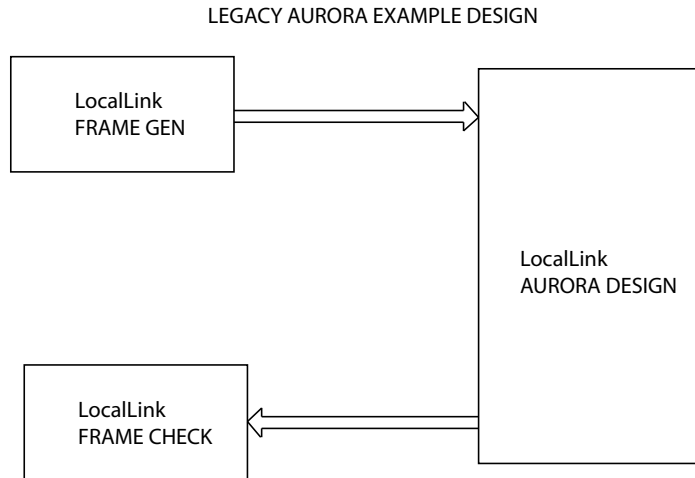 LEGACY AURORA EXAMPLE DESIGN
LocalLink
FRAME GEN
LocalLink
AURORA DESIGN
LocalLink
FRAME CHECK